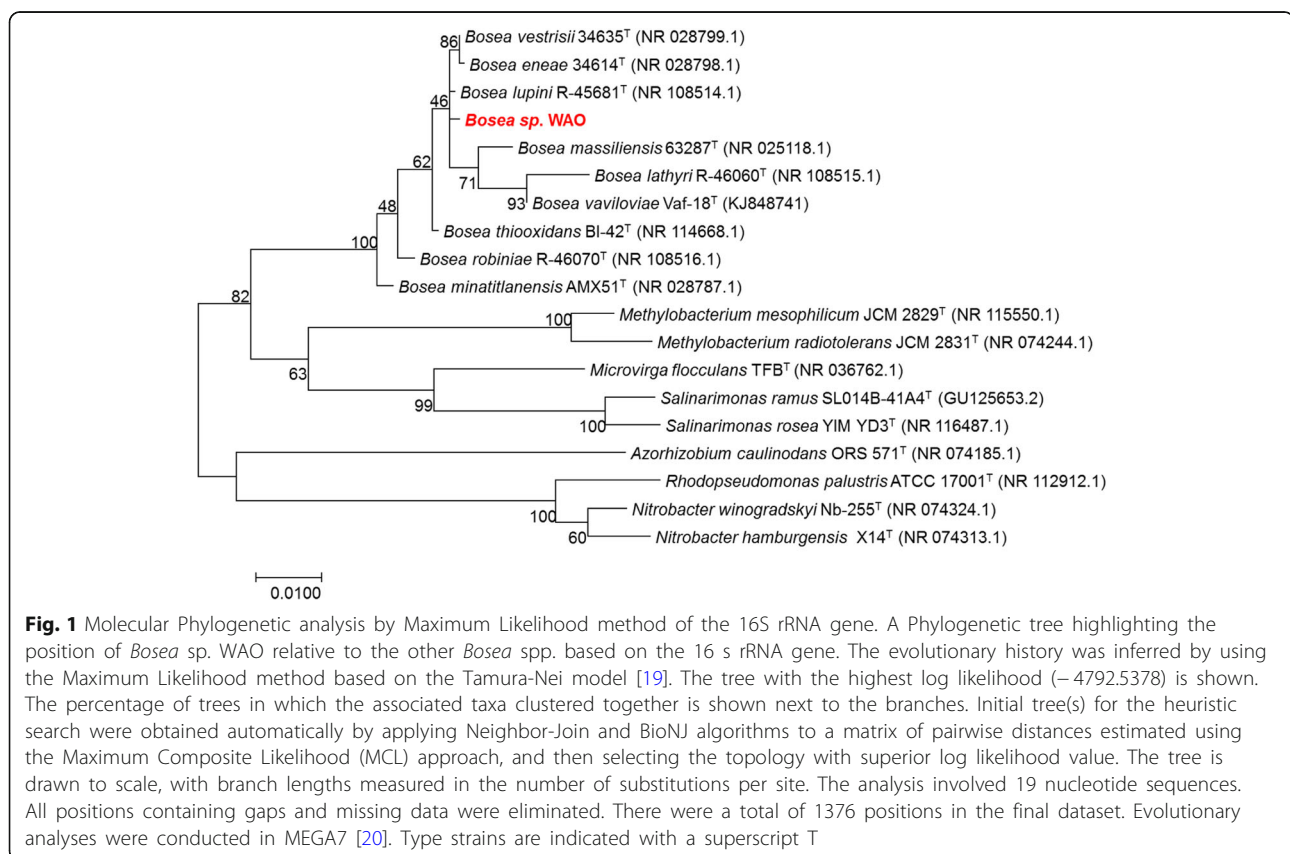 86 Bosea vestrisii 34635ᵀ (NR 028799.1)
Bosea eneae 34614ᵀ (NR 028798.1)
46 Bosea lupini R-45681ᵀ (NR 108514.1)
Bosea sp. WAO
Bosea massiliensis 63287ᵀ (NR 025118.1)
62
71 Bosea lathyri R-46060ᵀ (NR 108515.1)
93 Bosea vaviloviae Vaf-18ᵀ (KJ848741)
48
Bosea thiooxidans BI-42ᵀ (NR 114668.1)
100 Bosea robiniae R-46070ᵀ (NR 108516.1)
Bosea minatitlanensis AMX51ᵀ (NR 028787.1)
82
100 Methylobacterium mesophilicum JCM 2829ᵀ (NR 115550.1)
Methylobacterium radiotolerans JCM 2831ᵀ (NR 074244.1)
63 Microvirga flocculans TFBᵀ (NR 036762.1)
99 Salinarimonas ramus SL014B-41A4ᵀ (GU125653.2)
100 Salinarimonas rosea YIM YD3ᵀ (NR 116487.1)
Azorhizobium caulinodans ORS 571ᵀ (NR 074185.1)
Rhodopseudomonas palustris ATCC 17001ᵀ (NR 112912.1)
100 Nitrobacter winogradskyi Nb-255ᵀ (NR 074324.1)
60 Nitrobacter hamburgensis X14ᵀ (NR 074313.1)
0.0100
Fig. 1 Molecular Phylogenetic analysis by Maximum Likelihood method of the 16S rRNA gene. A Phylogenetic tree highlighting the
position of Bosea sp. WAO relative to the other Bosea spp. based on the 16 s rRNA gene. The evolutionary history was inferred by using
the Maximum Likelihood method based on the Tamura-Nei model [19]. The tree with the highest log likelihood (− 4792.5378) is shown.
The percentage of trees in which the associated taxa clustered together is shown next to the branches. Initial tree(s) for the heuristic
search were obtained automatically by applying Neighbor-Join and BioNJ algorithms to a matrix of pairwise distances estimated using
the Maximum Composite Likelihood (MCL) approach, and then selecting the topology with superior log likelihood value. The tree is
drawn to scale, with branch lengths measured in the number of substitutions per site. The analysis involved 19 nucleotide sequences.
All positions containing gaps and missing data were eliminated. There were a total of 1376 positions in the final dataset. Evolutionary
analyses were conducted in MEGA7 [20]. Type strains are indicated with a superscript T